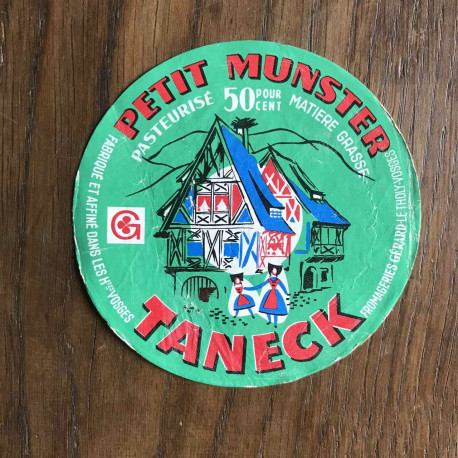 PETIT MUNSTER
PASTEURISÉ 50 POUR CENT MATIÈRE GRASSE
FABRIQUÉ ET AFFINÉ DANS LES Htes VOSGES
G
FROMAGERIES GÉRARD-LE THOLY-VOSGES
TANECK